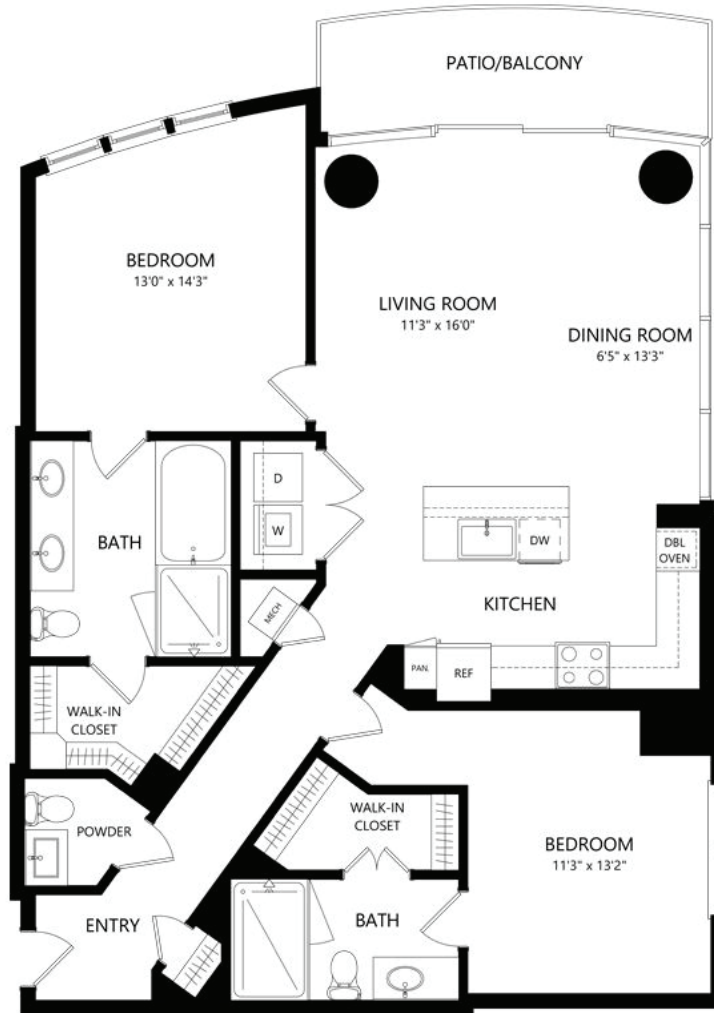 PATIO/BALCONY
BEDROOM
13'0" x 14'3"
LIVING ROOM
11'3" x 16'0"
DINING ROOM
6'5" x 13'3"
D
W
BATH
DW
DBL
OVEN
KITCHEN
MECH
PAN.
REF
WALK-IN
CLOSET
POWDER
WALK-IN
CLOSET
BEDROOM
11'3" x 13'2"
ENTRY
BATH